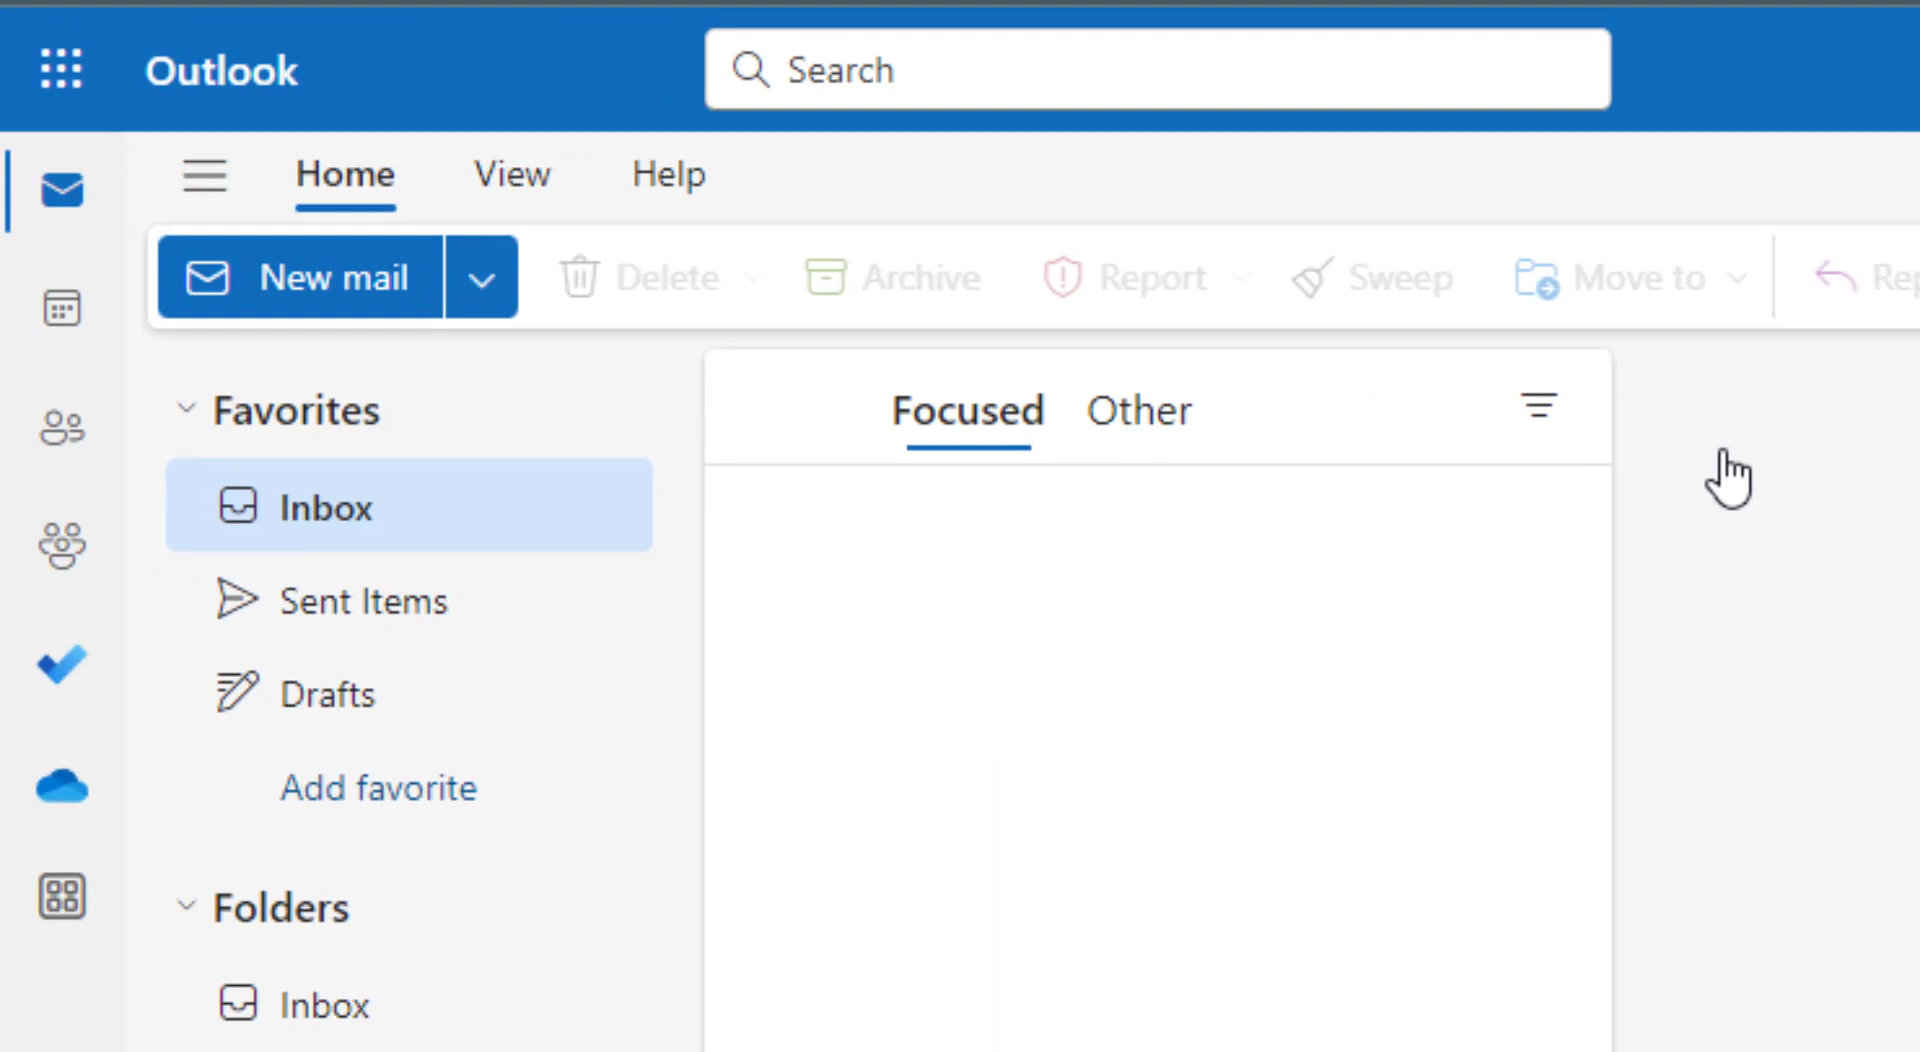 Outlook
Search
Home View Help
New mail Delete Archive Report Sweep Move to
Favorites
Focused Other
Inbox
Sent Items
Drafts
Add favorite
Folders
Inbox